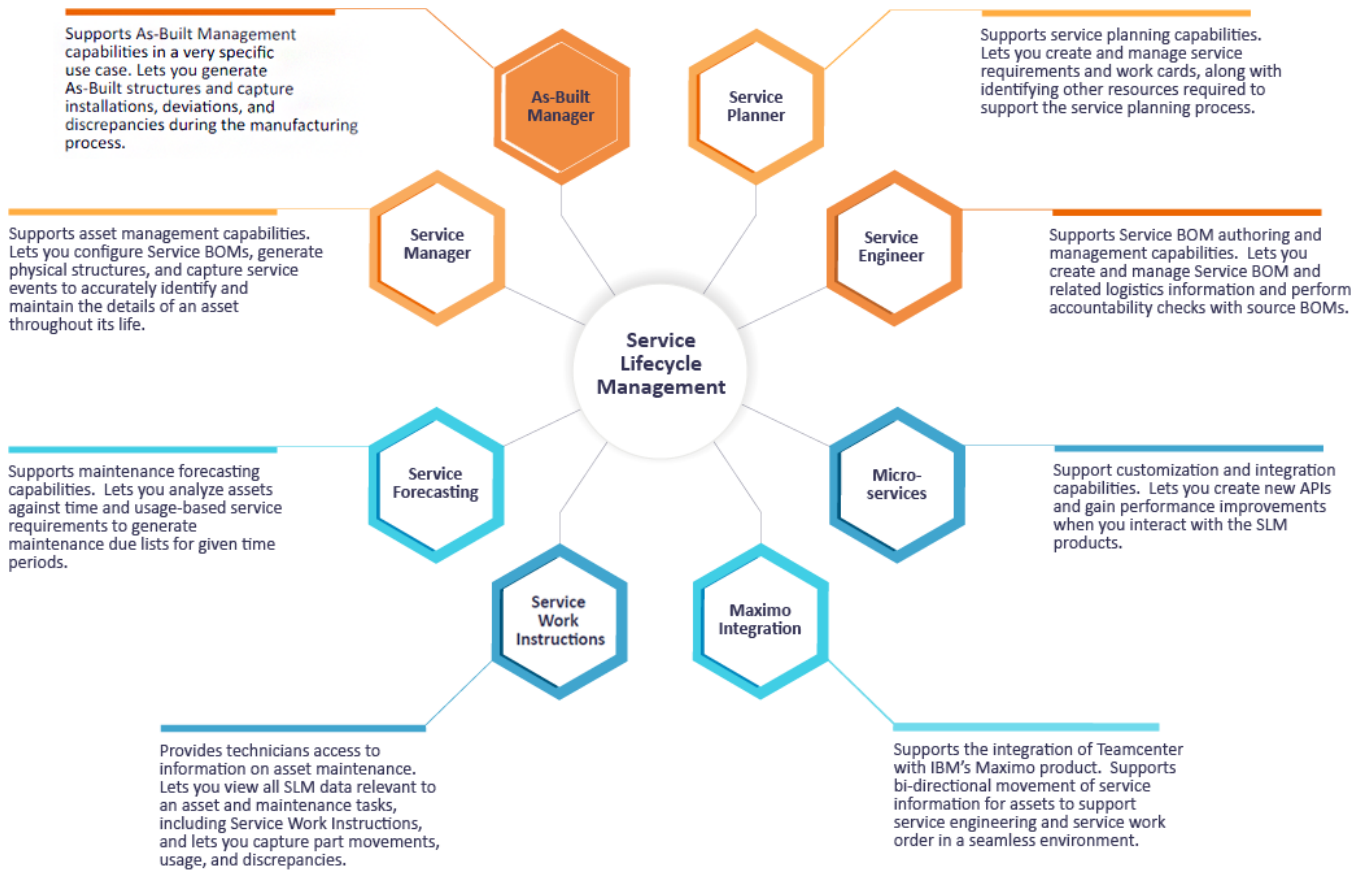 Supports As-Built Management
capabilities in a very specific
use case. Lets you generate
As-Built structures and capture
installations, deviations, and
discrepancies during the manufacturing
process.
As-Built
Manager
Service
Planner
Supports service planning capabilities.
Lets you create and manage service
requirements and work cards, along with
identifying other resources required to
support the service planning process.
Supports asset management capabilities.
Lets you configure Service BOMs, generate
physical structures, and capture service
events to accurately identify and
maintain the details of an asset
throughout its life.
Service
Manager
Service
Engineer
Supports Service BOM authoring and
management capabilities. Lets you
create and manage Service BOM and
related logistics information and perform
accountability checks with source BOMs.
Service
Lifecycle
Management
Supports maintenance forecasting
capabilities. Lets you analyze assets
against time and usage-based service
requirements to generate
maintenance due lists for given time
periods.
Service
Forecasting
Micro-
services
Support customization and integration
capabilities. Lets you create new APIs
and gain performance improvements
when you interact with the SLM
products.
Service
Work
Instructions
Maximo
Integration
Provides technicians access to
information on asset maintenance.
Lets you view all SLM data relevant to
an asset and maintenance tasks,
including Service Work Instructions,
and lets you capture part movements,
usage, and discrepancies.
Supports the integration of Teamcenter
with IBM's Maximo product. Supports
bi-directional movement of service
information for assets to support
service engineering and service work
order in a seamless environment.